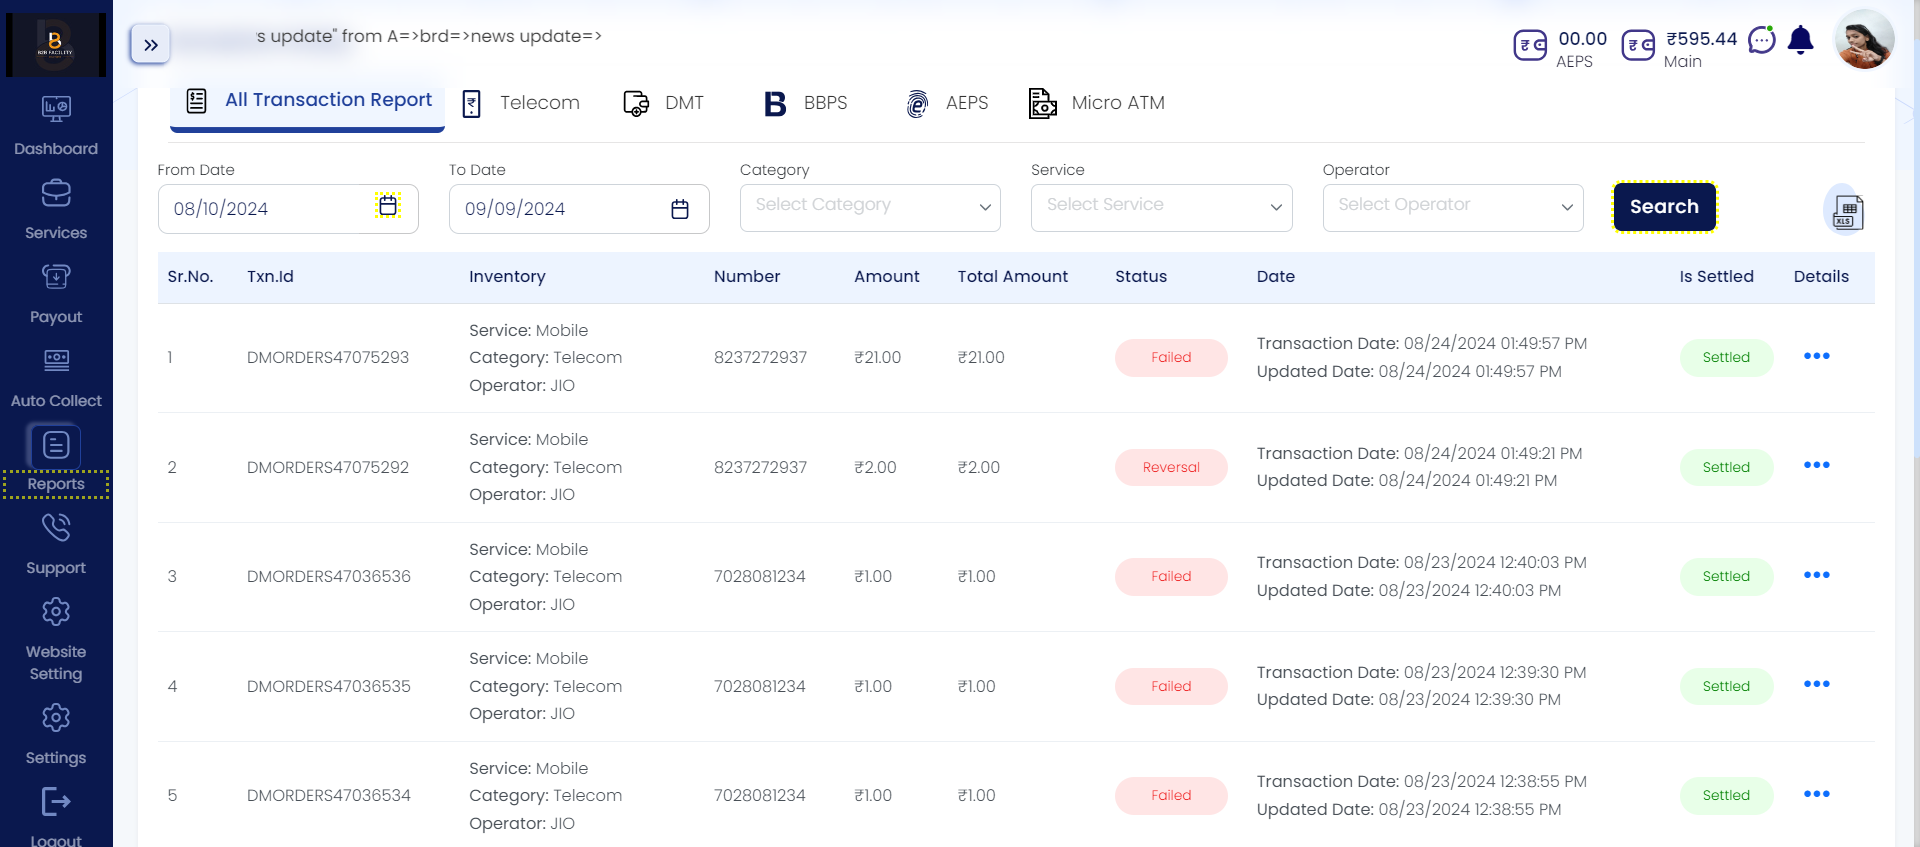 B2B FACILITY
s update" from A=>brd=>news update=>
₹ 00.00
AEPS
₹ ₹595.44
Main
All Transaction Report
₹ Telecom
DMT
B BBPS
AEPS
Micro ATM
Dashboard
Services
Payout
Auto Collect
Reports
Support
Website
Setting
Settings
Logout
From Date
To Date
Category
Service
Operator
08/10/2024
09/09/2024
Select Category
Select Service
Select Operator
Search
XLS
Sr.No. Txn.Id Inventory Number Amount Total Amount Status Date Is Settled Details
Service: Mobile
1 DMORDERS47075293 Category: Telecom 8237272937 ₹21.00 ₹21.00 Failed Transaction Date: 08/24/2024 01:49:57 PM Settled
Operator: JIO Updated Date: 08/24/2024 01:49:57 PM
Service: Mobile
2 DMORDERS47075292 Category: Telecom 8237272937 ₹2.00 ₹2.00 Reversal Transaction Date: 08/24/2024 01:49:21 PM Settled
Operator: JIO Updated Date: 08/24/2024 01:49:21 PM
Service: Mobile
3 DMORDERS47036536 Category: Telecom 7028081234 ₹1.00 ₹1.00 Failed Transaction Date: 08/23/2024 12:40:03 PM Settled
Operator: JIO Updated Date: 08/23/2024 12:40:03 PM
Service: Mobile
4 DMORDERS47036535 Category: Telecom 7028081234 ₹1.00 ₹1.00 Failed Transaction Date: 08/23/2024 12:39:30 PM Settled
Operator: JIO Updated Date: 08/23/2024 12:39:30 PM
Service: Mobile
5 DMORDERS47036534 Category: Telecom 7028081234 ₹1.00 ₹1.00 Failed Transaction Date: 08/23/2024 12:38:55 PM Settled
Operator: JIO Updated Date: 08/23/2024 12:38:55 PM